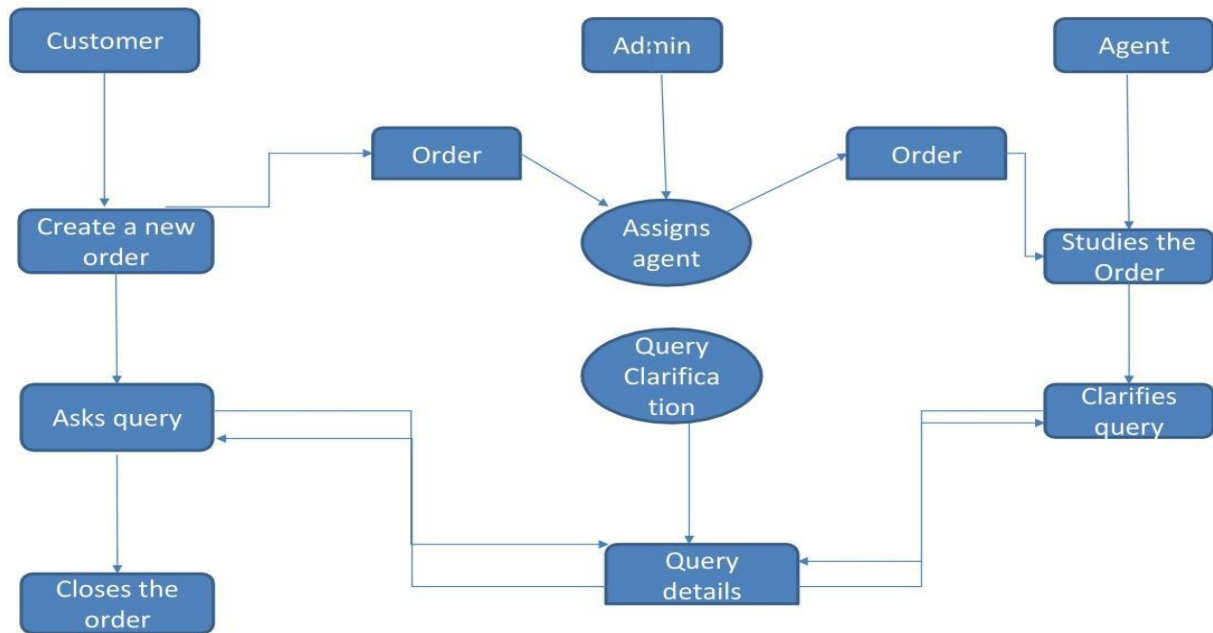 Customer
Admin
Agent
Order
Order
Create a new
order
Assigns
agent
Studies the
Order
Query
Clarifica
tion
Asks query
Clarifies
query
Query
details
Closes the
order